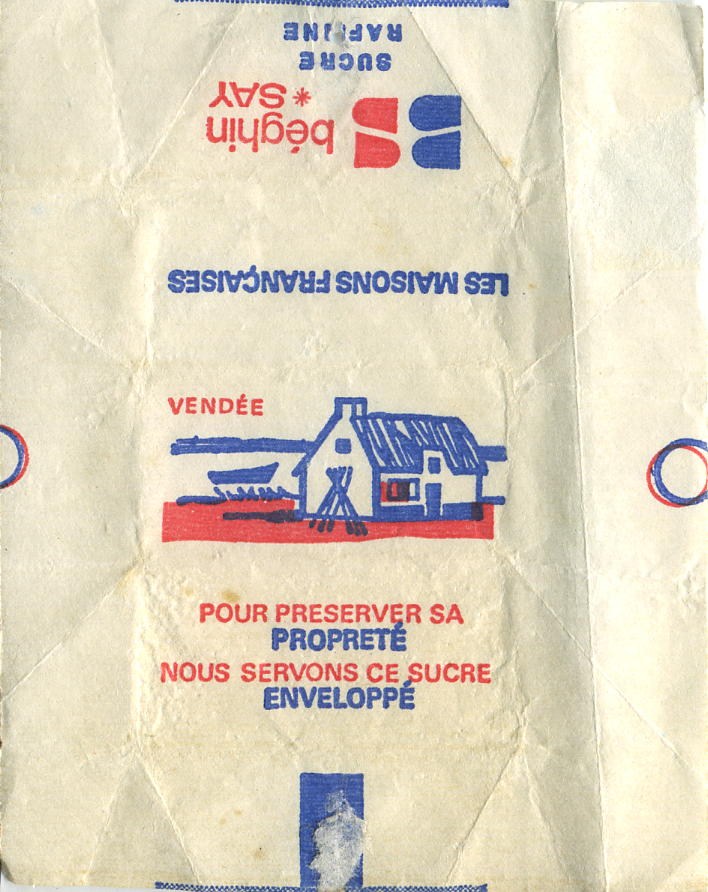 SUCRE
RAFFINE
béghin
* SAY
LES MAISONS FRANÇAISES
VENDÉE
POUR PRESERVER SA
PROPRETÉ
NOUS SERVONS CE SUCRE
ENVELOPPÉ